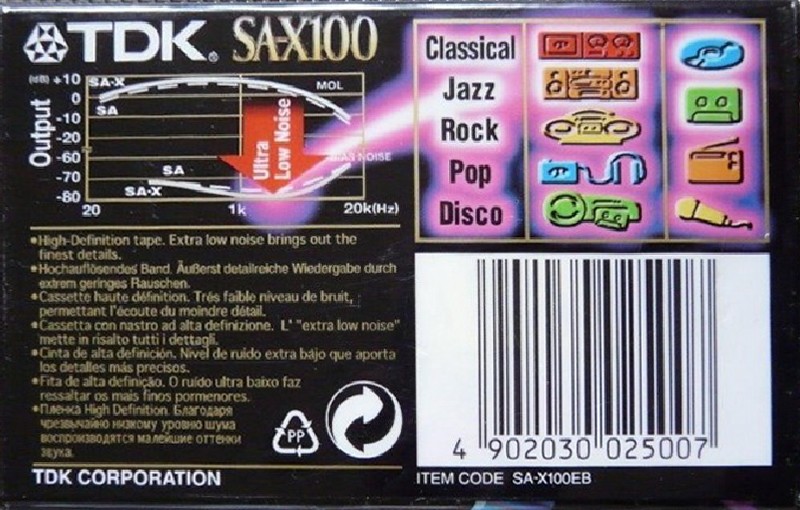 TDK® SA-X100
(dB) +10
0
-10
-20
-60
-70
-80
Output
SA-X
SA
MOL
Ultra
Low Noise
BIAS NOISE
SA
SA-X
20 1k 20k(Hz)
Classical
Jazz
Rock
Pop
Disco
•High-Definition tape. Extra low noise brings out the
finest details.
•Hochauflösendes Band. Äußerst detailreiche Wiedergabe durch
extrem geringes Rauschen.
•Cassette haute définition. Trés faible niveau de bruit,
permettant l'écoute du moindre détail.
•Cassetta con nastro ad alta definizione. L' "extra low noise"
mette in risalto tutti i dettagli.
•Cinta de alta definición. Nivel de ruido extra bajo que aporta
los detalles más precisos.
•Fita de alta definição. O ruído ultra baixo faz
ressaltar os mais finos pormenores.
•Пленка High Definition. Благодаря
чрезвычайно низкому уровню шума
воспроизводятся малейшие оттенки
звука.
PP
TDK CORPORATION
4 902030 025007
ITEM CODE SA-X100EB